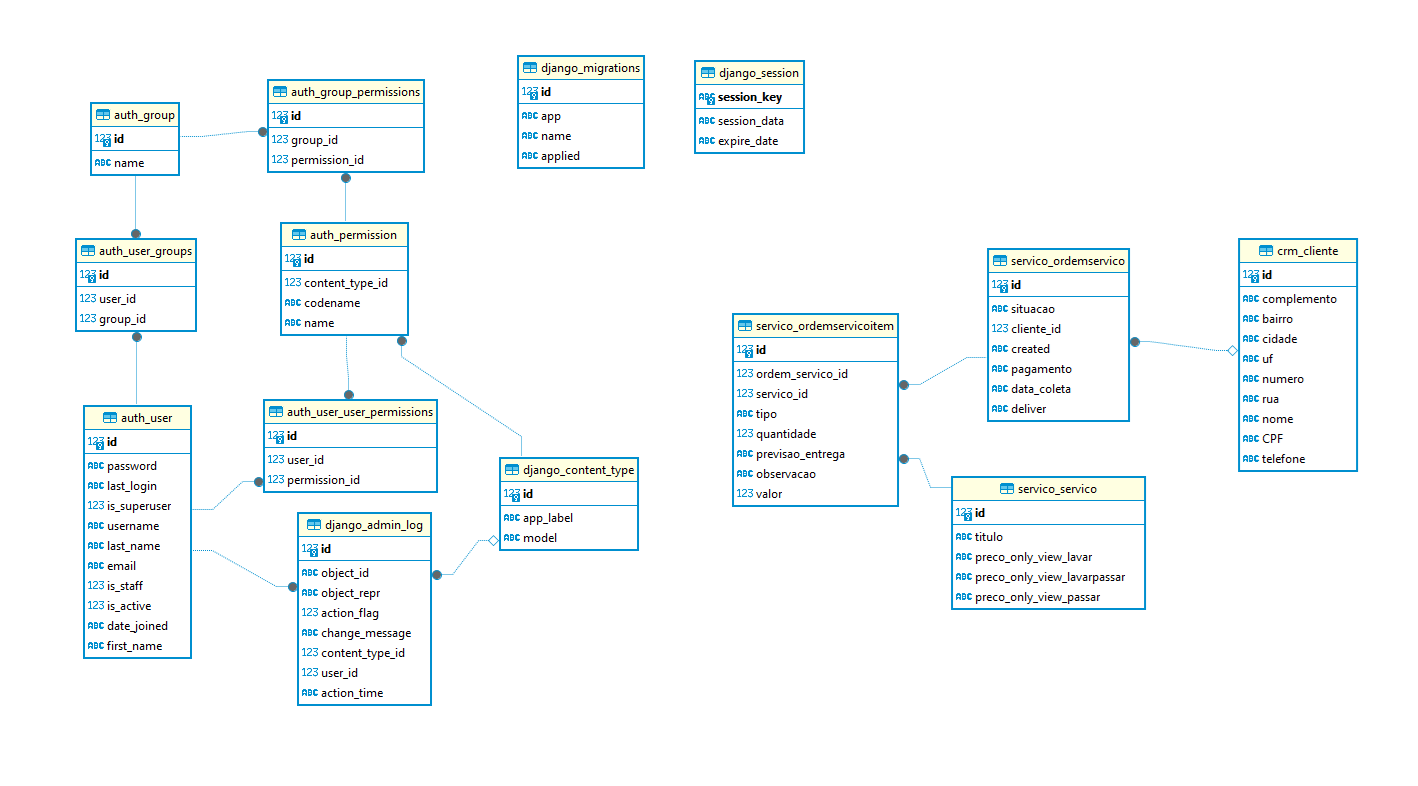 auth_group
123 id
ABC name
auth_group_permissions
123 id
123 group_id
123 permission_id
django_migrations
123 id
ABC app
ABC name
ABC applied
django_session
ABC session_key
ABC session_data
ABC expire_date
auth_user_groups
123 id
123 user_id
123 group_id
auth_permission
123 id
123 content_type_id
ABC codename
ABC name
auth_user
123 id
ABC password
ABC last_login
123 is_superuser
ABC username
ABC last_name
ABC email
123 is_staff
123 is_active
ABC date_joined
ABC first_name
auth_user_user_permissions
123 id
123 user_id
123 permission_id
django_admin_log
123 id
ABC object_id
ABC object_repr
123 action_flag
ABC change_message
123 content_type_id
123 user_id
ABC action_time
django_content_type
123 id
ABC app_label
ABC model
servico_ordemservicoitem
123 id
123 ordem_servico_id
123 servico_id
ABC tipo
123 quantidade
ABC previsao_entrega
ABC observacao
123 valor
servico_ordemservico
123 id
ABC situacao
123 cliente_id
ABC created
ABC pagamento
ABC data_coleta
ABC deliver
servico_servico
123 id
ABC titulo
ABC preco_only_view_lavar
ABC preco_only_view_lavarpassar
ABC preco_only_view_passar
crm_cliente
123 id
ABC complemento
ABC bairro
ABC cidade
ABC uf
ABC numero
ABC rua
ABC nome
ABC CPF
ABC telefone